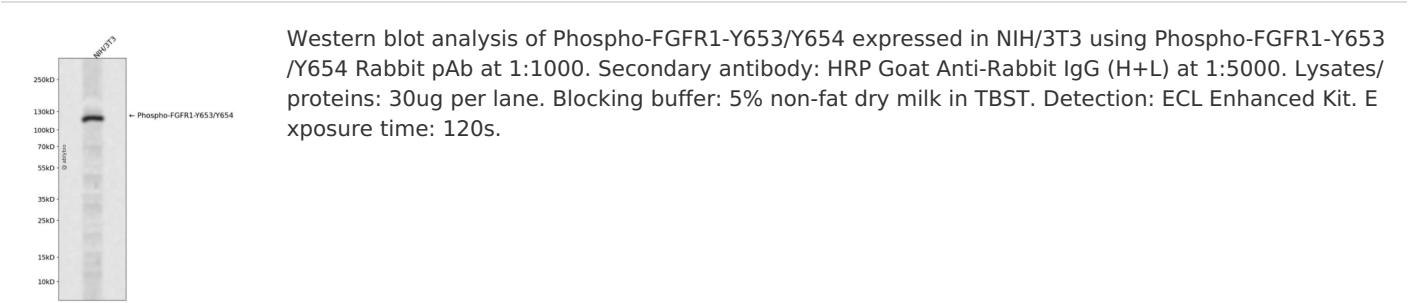 NIH/3T3
250kD
130kD
← Phospho-FGFR1-Y653/Y654
100kD
70kD
55kD
35kD
25kD
15kD
10kD
Western blot analysis of Phospho-FGFR1-Y653/Y654 expressed in NIH/3T3 using Phospho-FGFR1-Y653
/Y654 Rabbit pAb at 1:1000. Secondary antibody: HRP Goat Anti-Rabbit IgG (H+L) at 1:5000. Lysates/
proteins: 30ug per lane. Blocking buffer: 5% non-fat dry milk in TBST. Detection: ECL Enhanced Kit. E
xposure time: 120s.